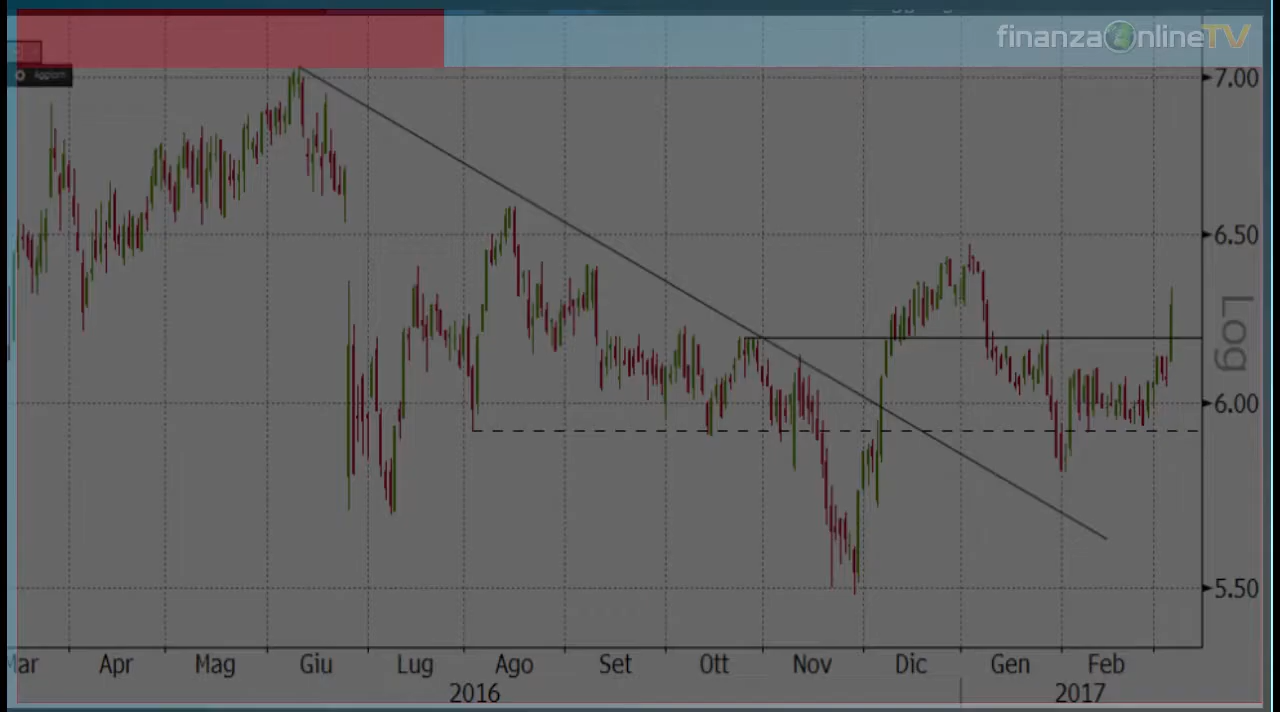 finanzaOnlineTV
Aggiorn
7.00
6.50
Log
6.00
5.50
Mar Apr Mag Giu Lug Ago Set Ott Nov Dic Gen Feb
2016 2017